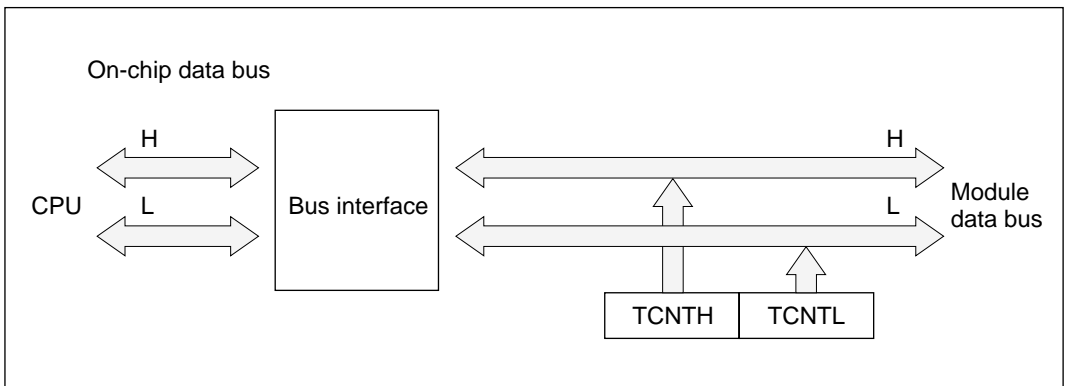 On-chip data bus
H
H
CPU
L
Bus interface
L
Module
data bus
TCNTH
TCNTL